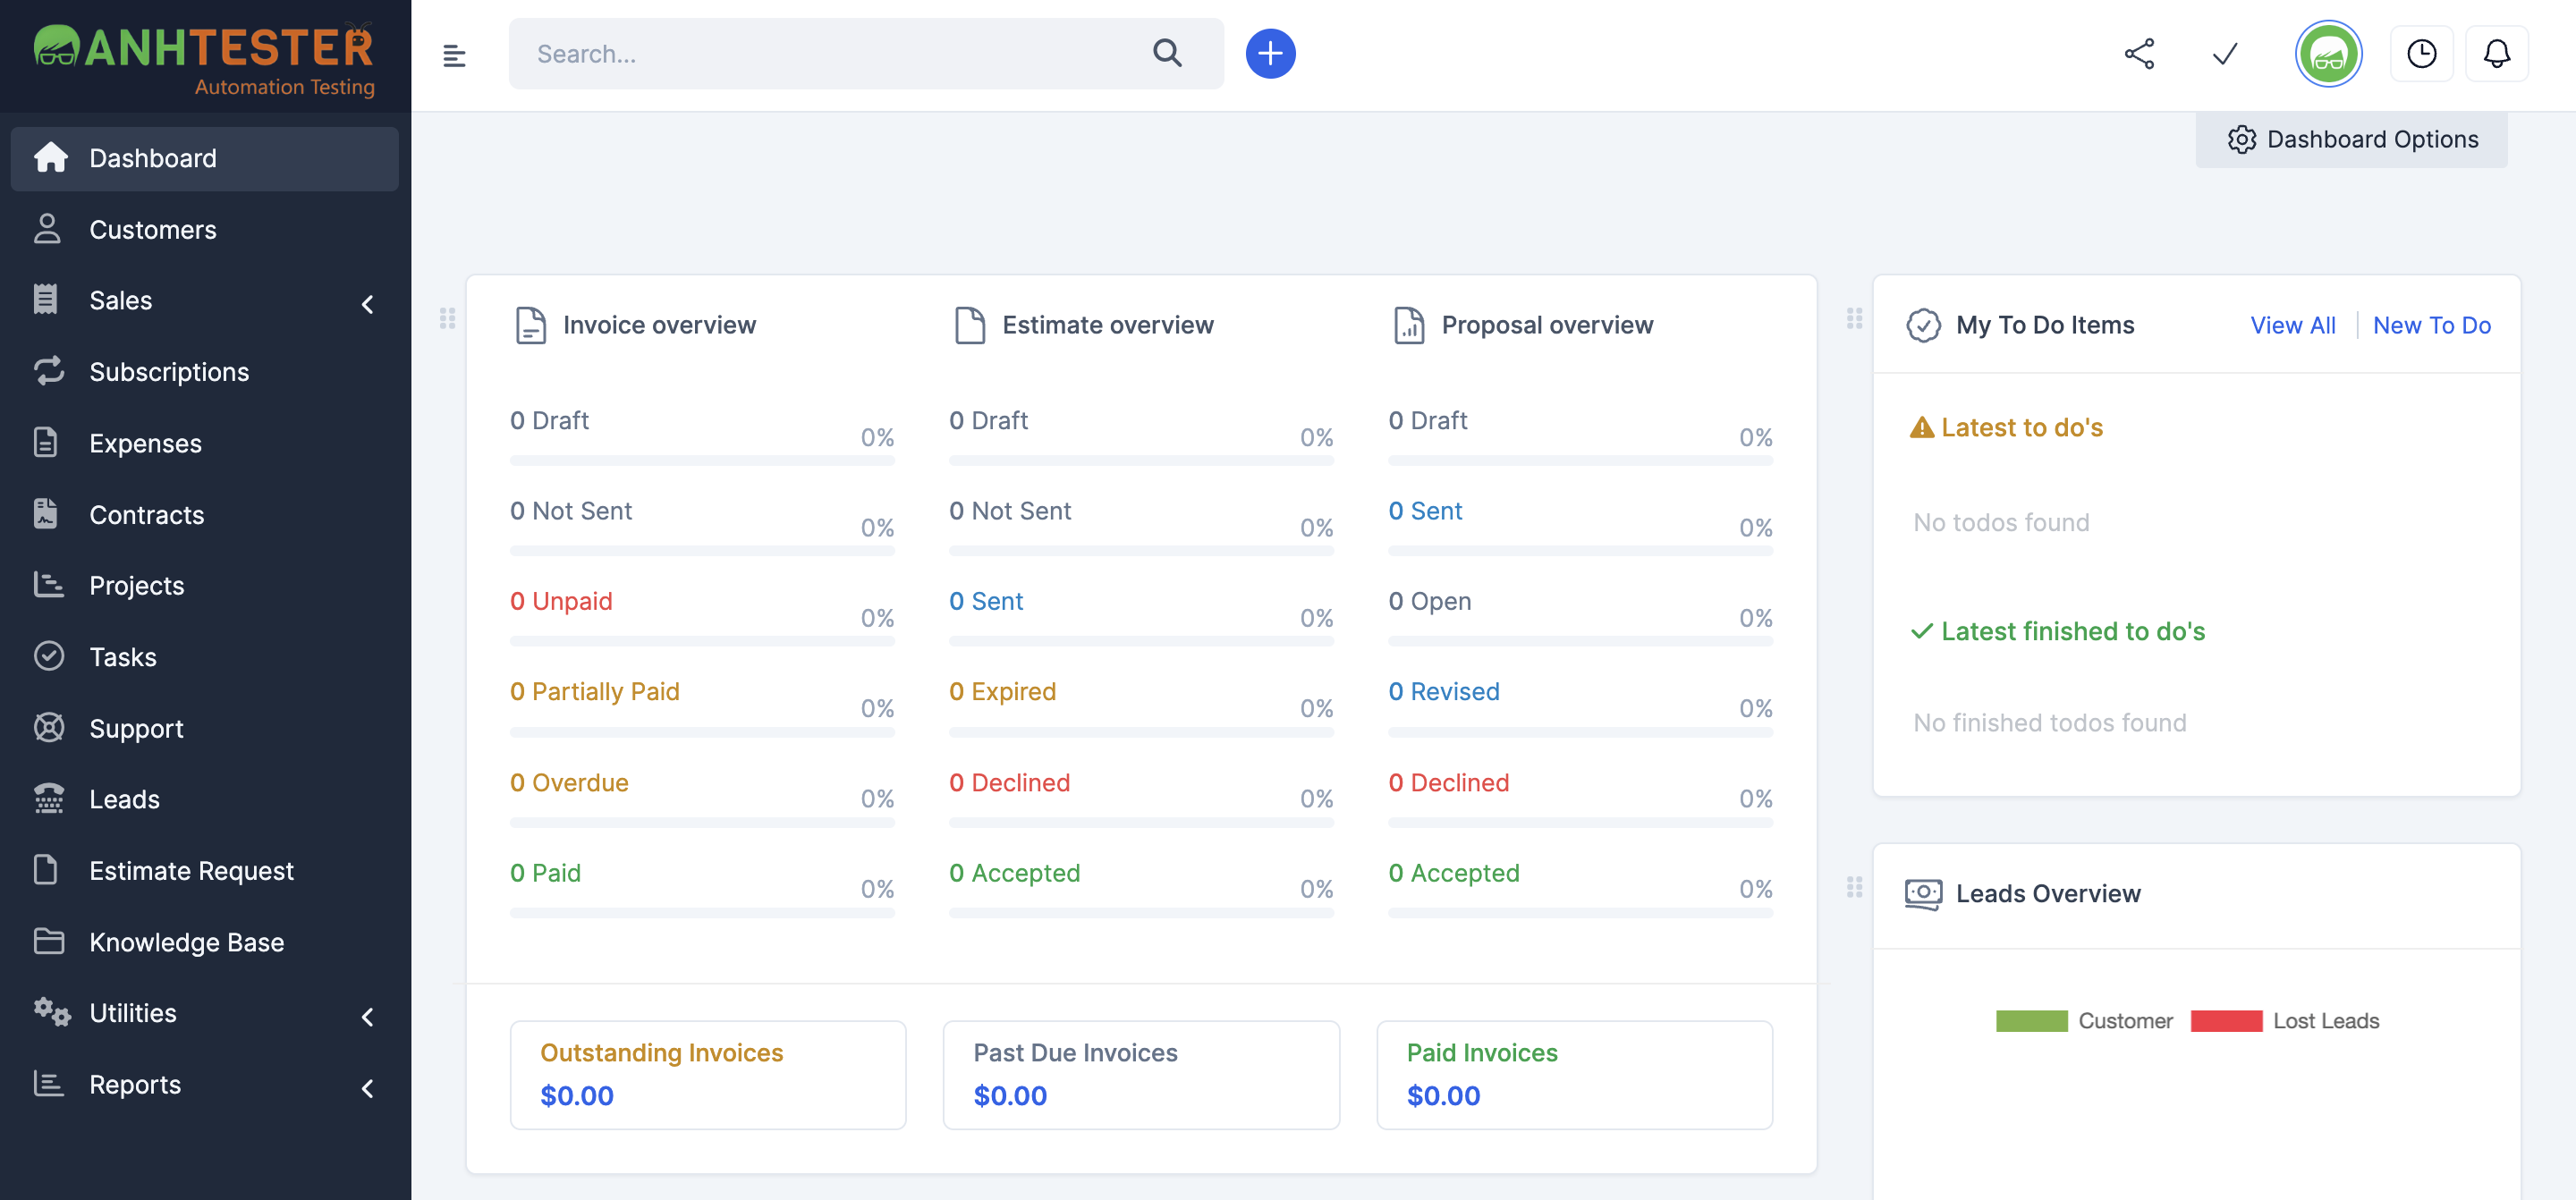 ANHTESTER
Automation Testing
Search...
Dashboard Options
Dashboard
Customers
Sales
Subscriptions
Expenses
Contracts
Projects
Tasks
Support
Leads
Estimate Request
Knowledge Base
Utilities
Reports
Invoice overview
0 Draft
0%
0 Not Sent
0%
0 Unpaid
0%
0 Partially Paid
0%
0 Overdue
0%
0 Paid
0%
Estimate overview
0 Draft
0%
0 Not Sent
0%
0 Sent
0%
0 Expired
0%
0 Declined
0%
0 Accepted
0%
Proposal overview
0 Draft
0%
0 Sent
0%
0 Open
0%
0 Revised
0%
0 Declined
0%
0 Accepted
0%
Outstanding Invoices
$0.00
Past Due Invoices
$0.00
Paid Invoices
$0.00
My To Do Items
View All
New To Do
Latest to do's
No todos found
Latest finished to do's
No finished todos found
Leads Overview
Customer
Lost Leads